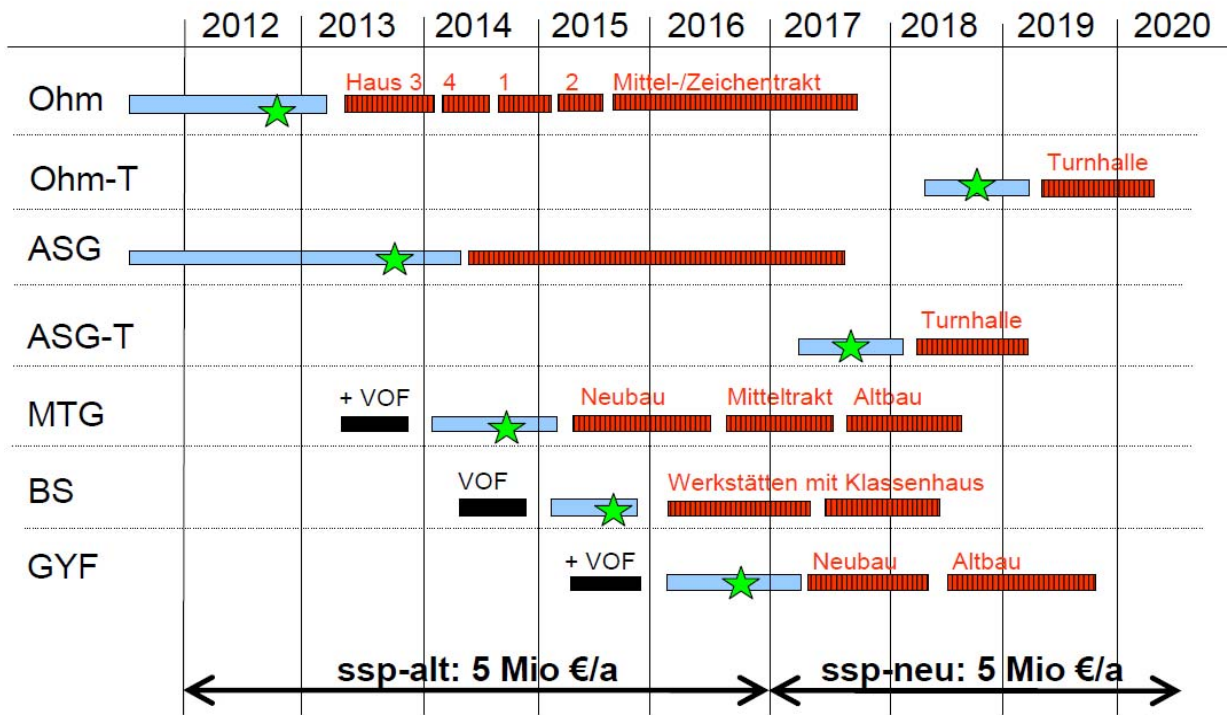 2012 2013 2014 2015 2016 2017 2018 2019 2020
Ohm Haus 3 4 1 2 Mittel-/Zeichentrakt
Ohm-T Turnhalle
ASG
ASG-T Turnhalle
MTG + VOF Neubau Mitteltrakt Altbau
BS VOF Werkstätten mit Klassenhaus
GYF + VOF Neubau Altbau
ssp-alt: 5 Mio €/a ssp-neu: 5 Mio €/a